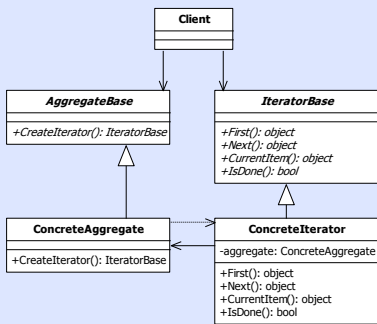 Client
AggregateBase
+CreateIterator(): IteratorBase
IteratorBase
+First(): object
+Next(): object
+CurrentItem(): object
+IsDone(): bool
ConcreteAggregate
+CreateIterator(): IteratorBase
ConcreteIterator
-aggregate: ConcreteAggregate
+First(): object
+Next(): object
+CurrentItem(): object
+IsDone(): bool